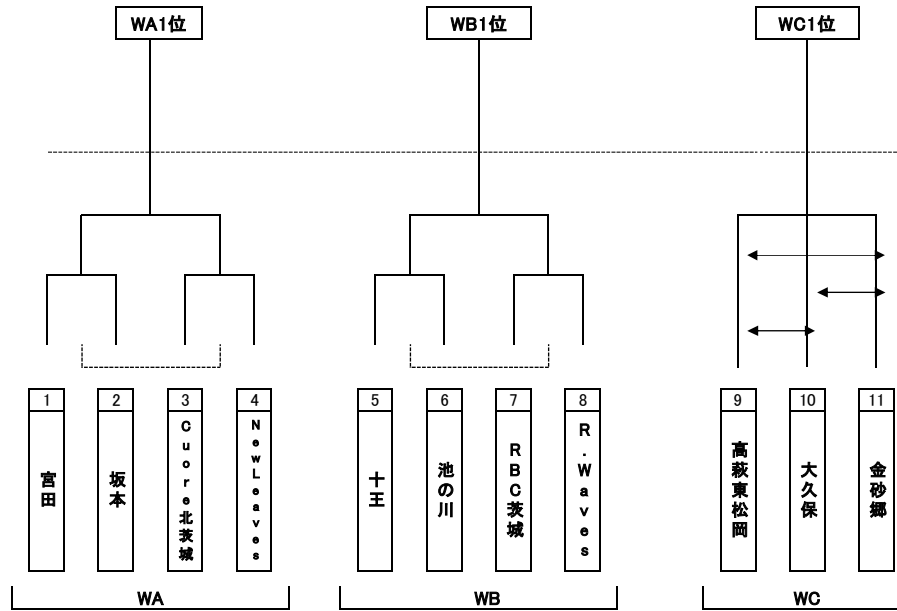 WA1位
WB1位
WC1位
1
2
3
4
5
6
7
8
9
10
11
宮田
坂本
Cuore北茨城
NewLeaves
十王
池の川
RBC茨城
R.Waves
高萩東松岡
大久保
金砂郷
WA
WB
WC